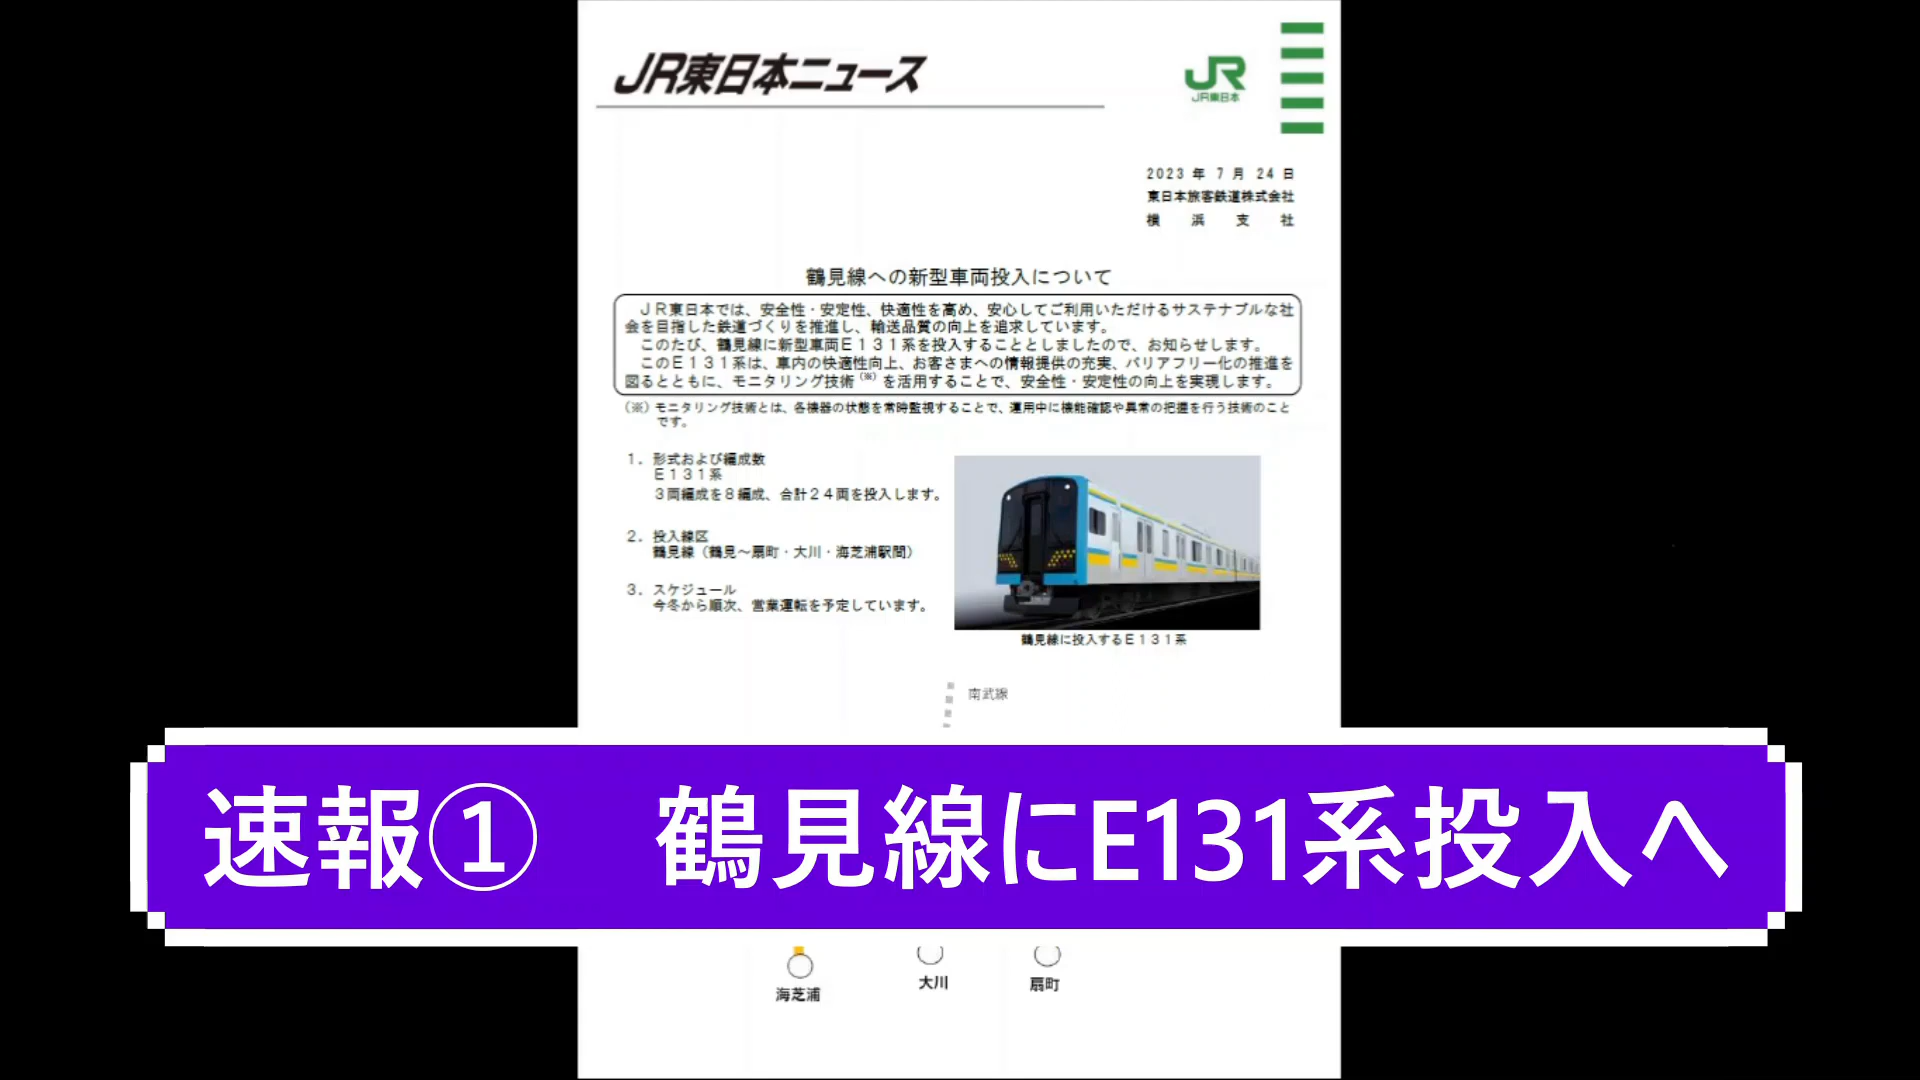 JR東日本ニュース
JR
JR東日本
2023 年 7 月 24 日
東日本旅客鉄道株式会社
横 浜 支 社
鶴見線への新型車両投入について
ＪＲ東日本では、安全性・安定性、快適性を高め、安心してご利用いただけるサステナブルな社
会を目指した鉄道づくりを推進し、輸送品質の向上を追求しています。
このたび、鶴見線に新型車両Ｅ１３１系を投入することとしましたので、お知らせします。
このＥ１３１系は、車内の快適性向上、お客さまへの情報提供の充実、バリアフリー化の推進を
図るとともに、モニタリング技術（※）を活用することで、安全性・安定性の向上を実現します。
（※）モニタリング技術とは、各機器の状態を常時監視することで、運用中に機能確認や異常の把握を行う技術のこと
です。
１．形式および編成数
Ｅ１３１系
３両編成を８編成、合計２４両を投入します。
２．投入線区
鶴見線（鶴見～扇町・大川・海芝浦駅間）
３．スケジュール
今冬から順次、営業運転を予定しています。
鶴見線に投入するＥ１３１系
南武線
速報①　鶴見線にE131系投入へ
海芝浦
大川
扇町